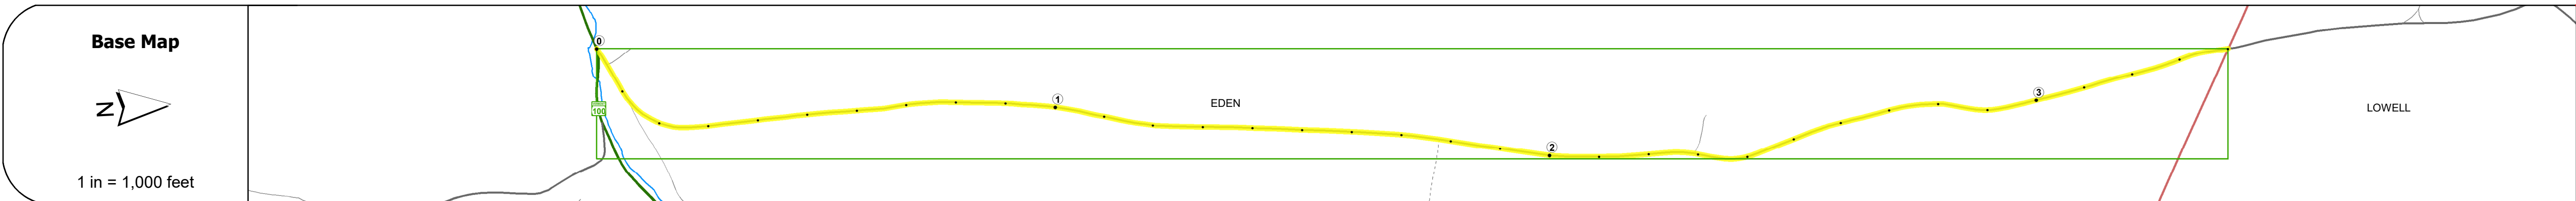 Base Map
N
1 in = 1,000 feet
0
100
1
EDEN
2
3
LOWELL